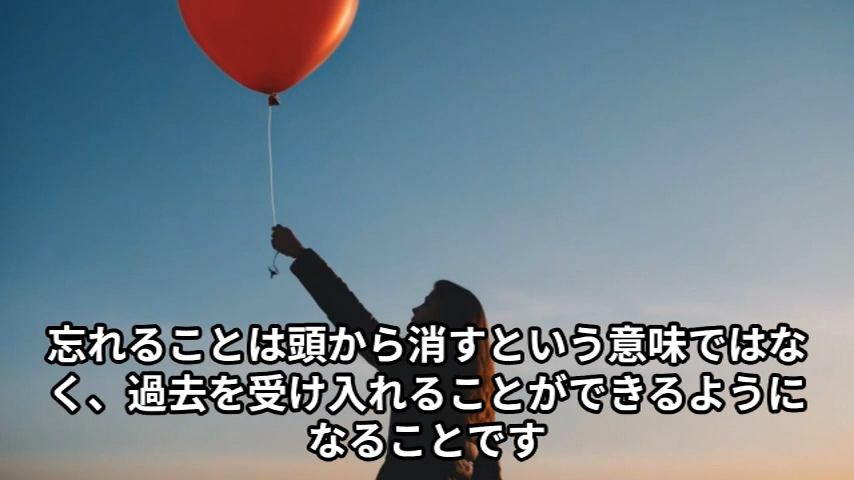 忘れることは頭から消すという意味ではな
く、過去を受け入れることができるように
なることです